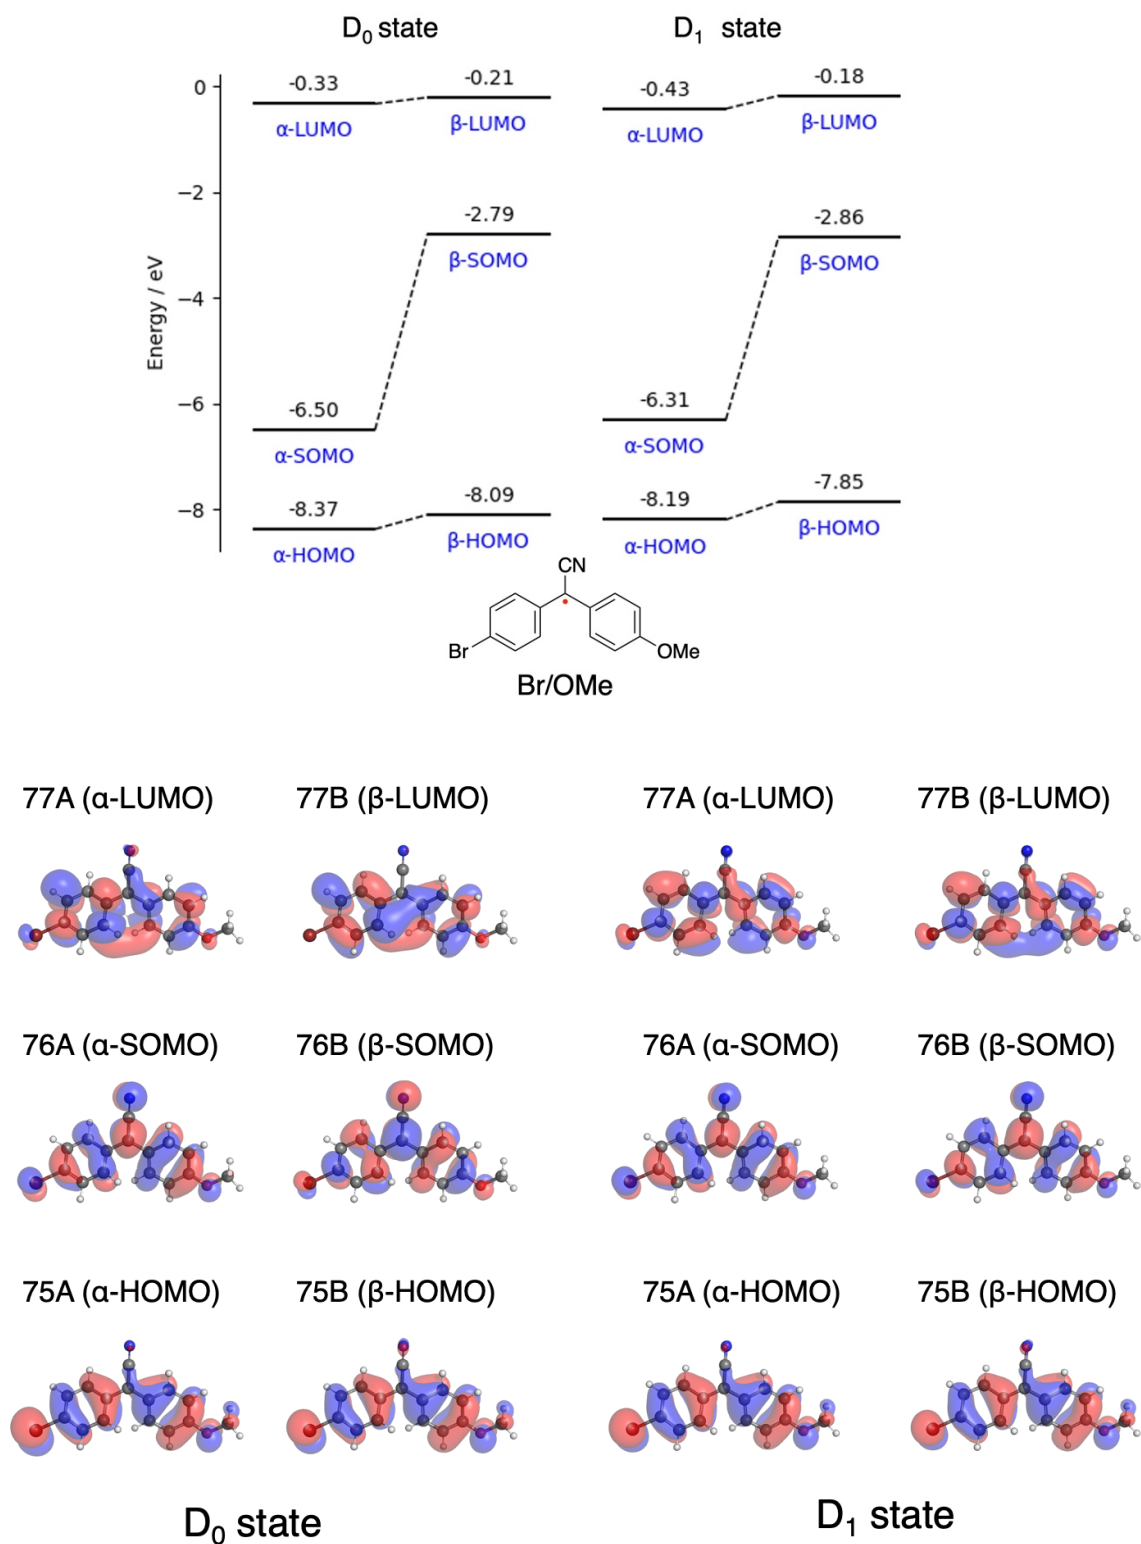 D₀ state D₁ state
0
−2
−4
−6
−8
Energy / eV
-0.33 -0.21 -0.43 -0.18
α-LUMO β-LUMO α-LUMO β-LUMO
-2.79 -2.86
β-SOMO β-SOMO
-6.50 -6.31
α-SOMO α-SOMO
-8.37 -8.09 -8.19 -7.85
α-HOMO β-HOMO α-HOMO β-HOMO
CN
Br OMe
Br/OMe
77A (α-LUMO) 77B (β-LUMO) 77A (α-LUMO) 77B (β-LUMO)
76A (α-SOMO) 76B (β-SOMO) 76A (α-SOMO) 76B (β-SOMO)
75A (α-HOMO) 75B (β-HOMO) 75A (α-HOMO) 75B (β-HOMO)
D₀ state D₁ state